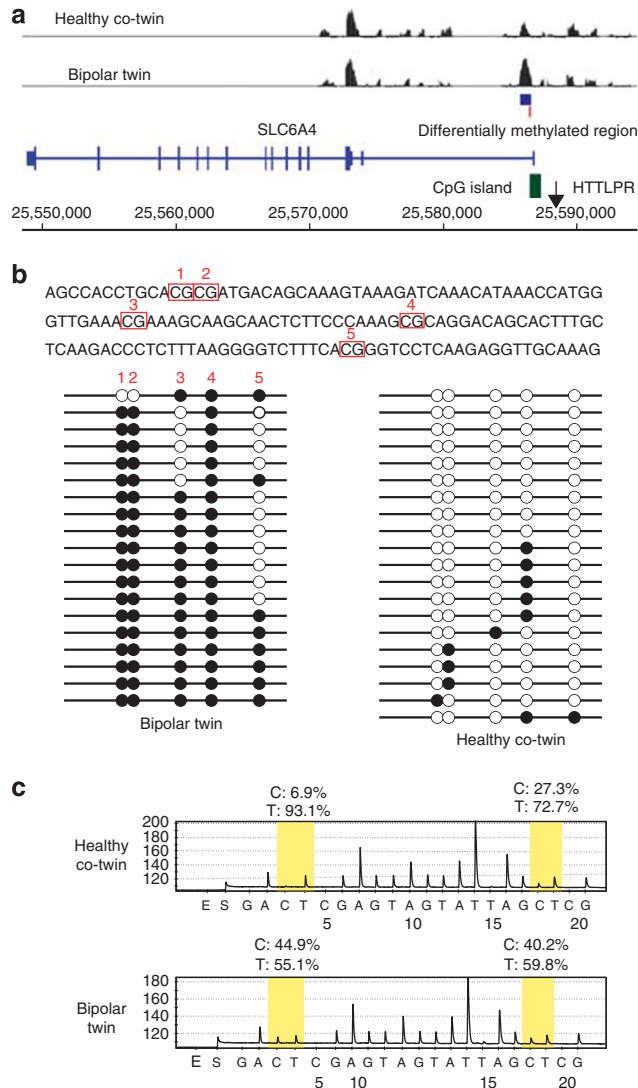 a
Healthy co-twin
Bipolar twin
SLC6A4
Differentially methylated region
CpG island HTTLPR
25,550,000 25,560,000 25,570,000 25,580,000 25,590,000
b
1 2
AGCCACCTGCACGCGATGACAGCAAAGTAAAGATCAAACATAAACCATGG
3 4
GTTGAAACGAAAGCAAGCAACTCTTCCCAAAGCGCAGGACAGCACTTTGC
5
TCAAGACCCTCTTTAAGGGGTCTTTCACGGGTCCTCAAGAGGTTGCAAAG
1 2 3 4 5
Bipolar twin
Healthy co-twin
c
C: 6.9% C: 27.3%
T: 93.1% T: 72.7%
200
180
160
140
120
Healthy co-twin
E S G A C T C G A G T A G T A T T A G C T C G
5 10 15 20
C: 44.9% C: 40.2%
T: 55.1% T: 59.8%
180
160
140
120
Bipolar twin
E S G A C T C G A G T A G T A T T A G C T C G
5 10 15 20